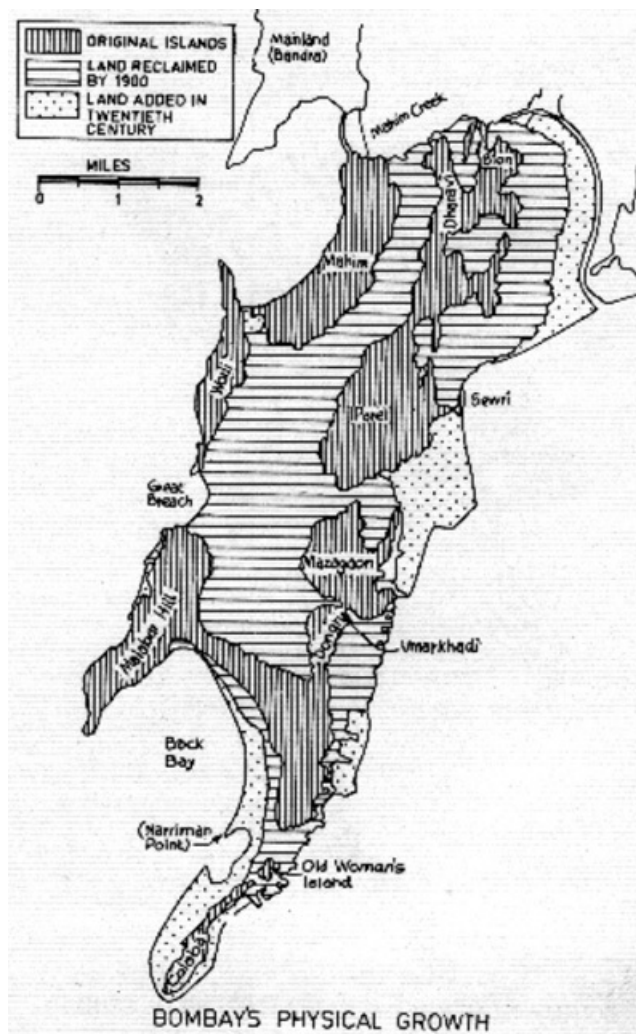 ORIGINAL ISLANDS
LAND RECLAIMED
BY 1900
LAND ADDED IN
TWENTIETH
CENTURY
MILES
0 1 2
Mainland
(Bandra)
Mahim Creek
Sion
Dharavi
Mahim
Worli
Parel
Sewri
Great
Breach
Mazagaon
Malabar Hill
Dongri
Umarkhadi
Back
Bay
(Narriman
Point)
Old Woman's
Island
Colaba
BOMBAY'S PHYSICAL GROWTH